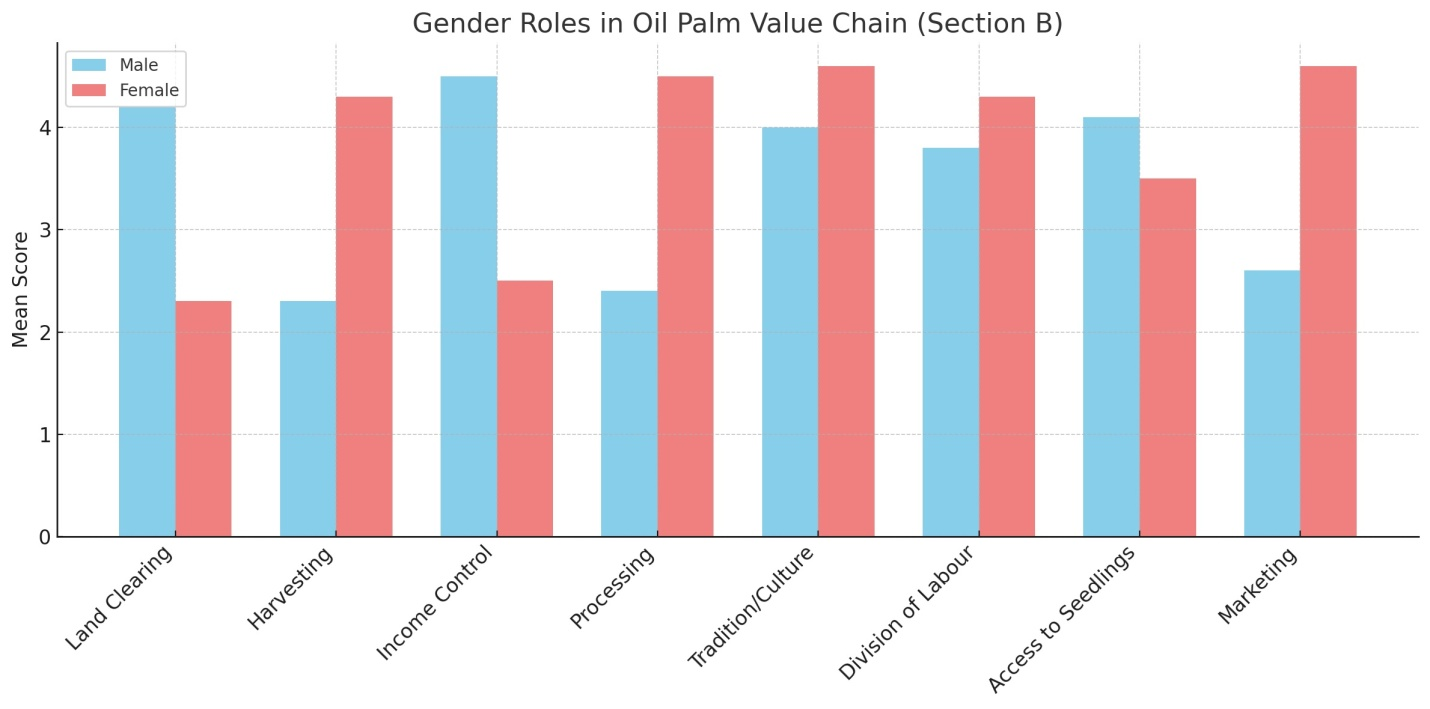 Gender Roles in Oil Palm Value Chain (Section B)
Male
Female
Mean Score
4
3
2
1
0
Land Clearing
Harvesting
Income Control
Processing
Tradition/Culture
Division of Labour
Access to Seedlings
Marketing